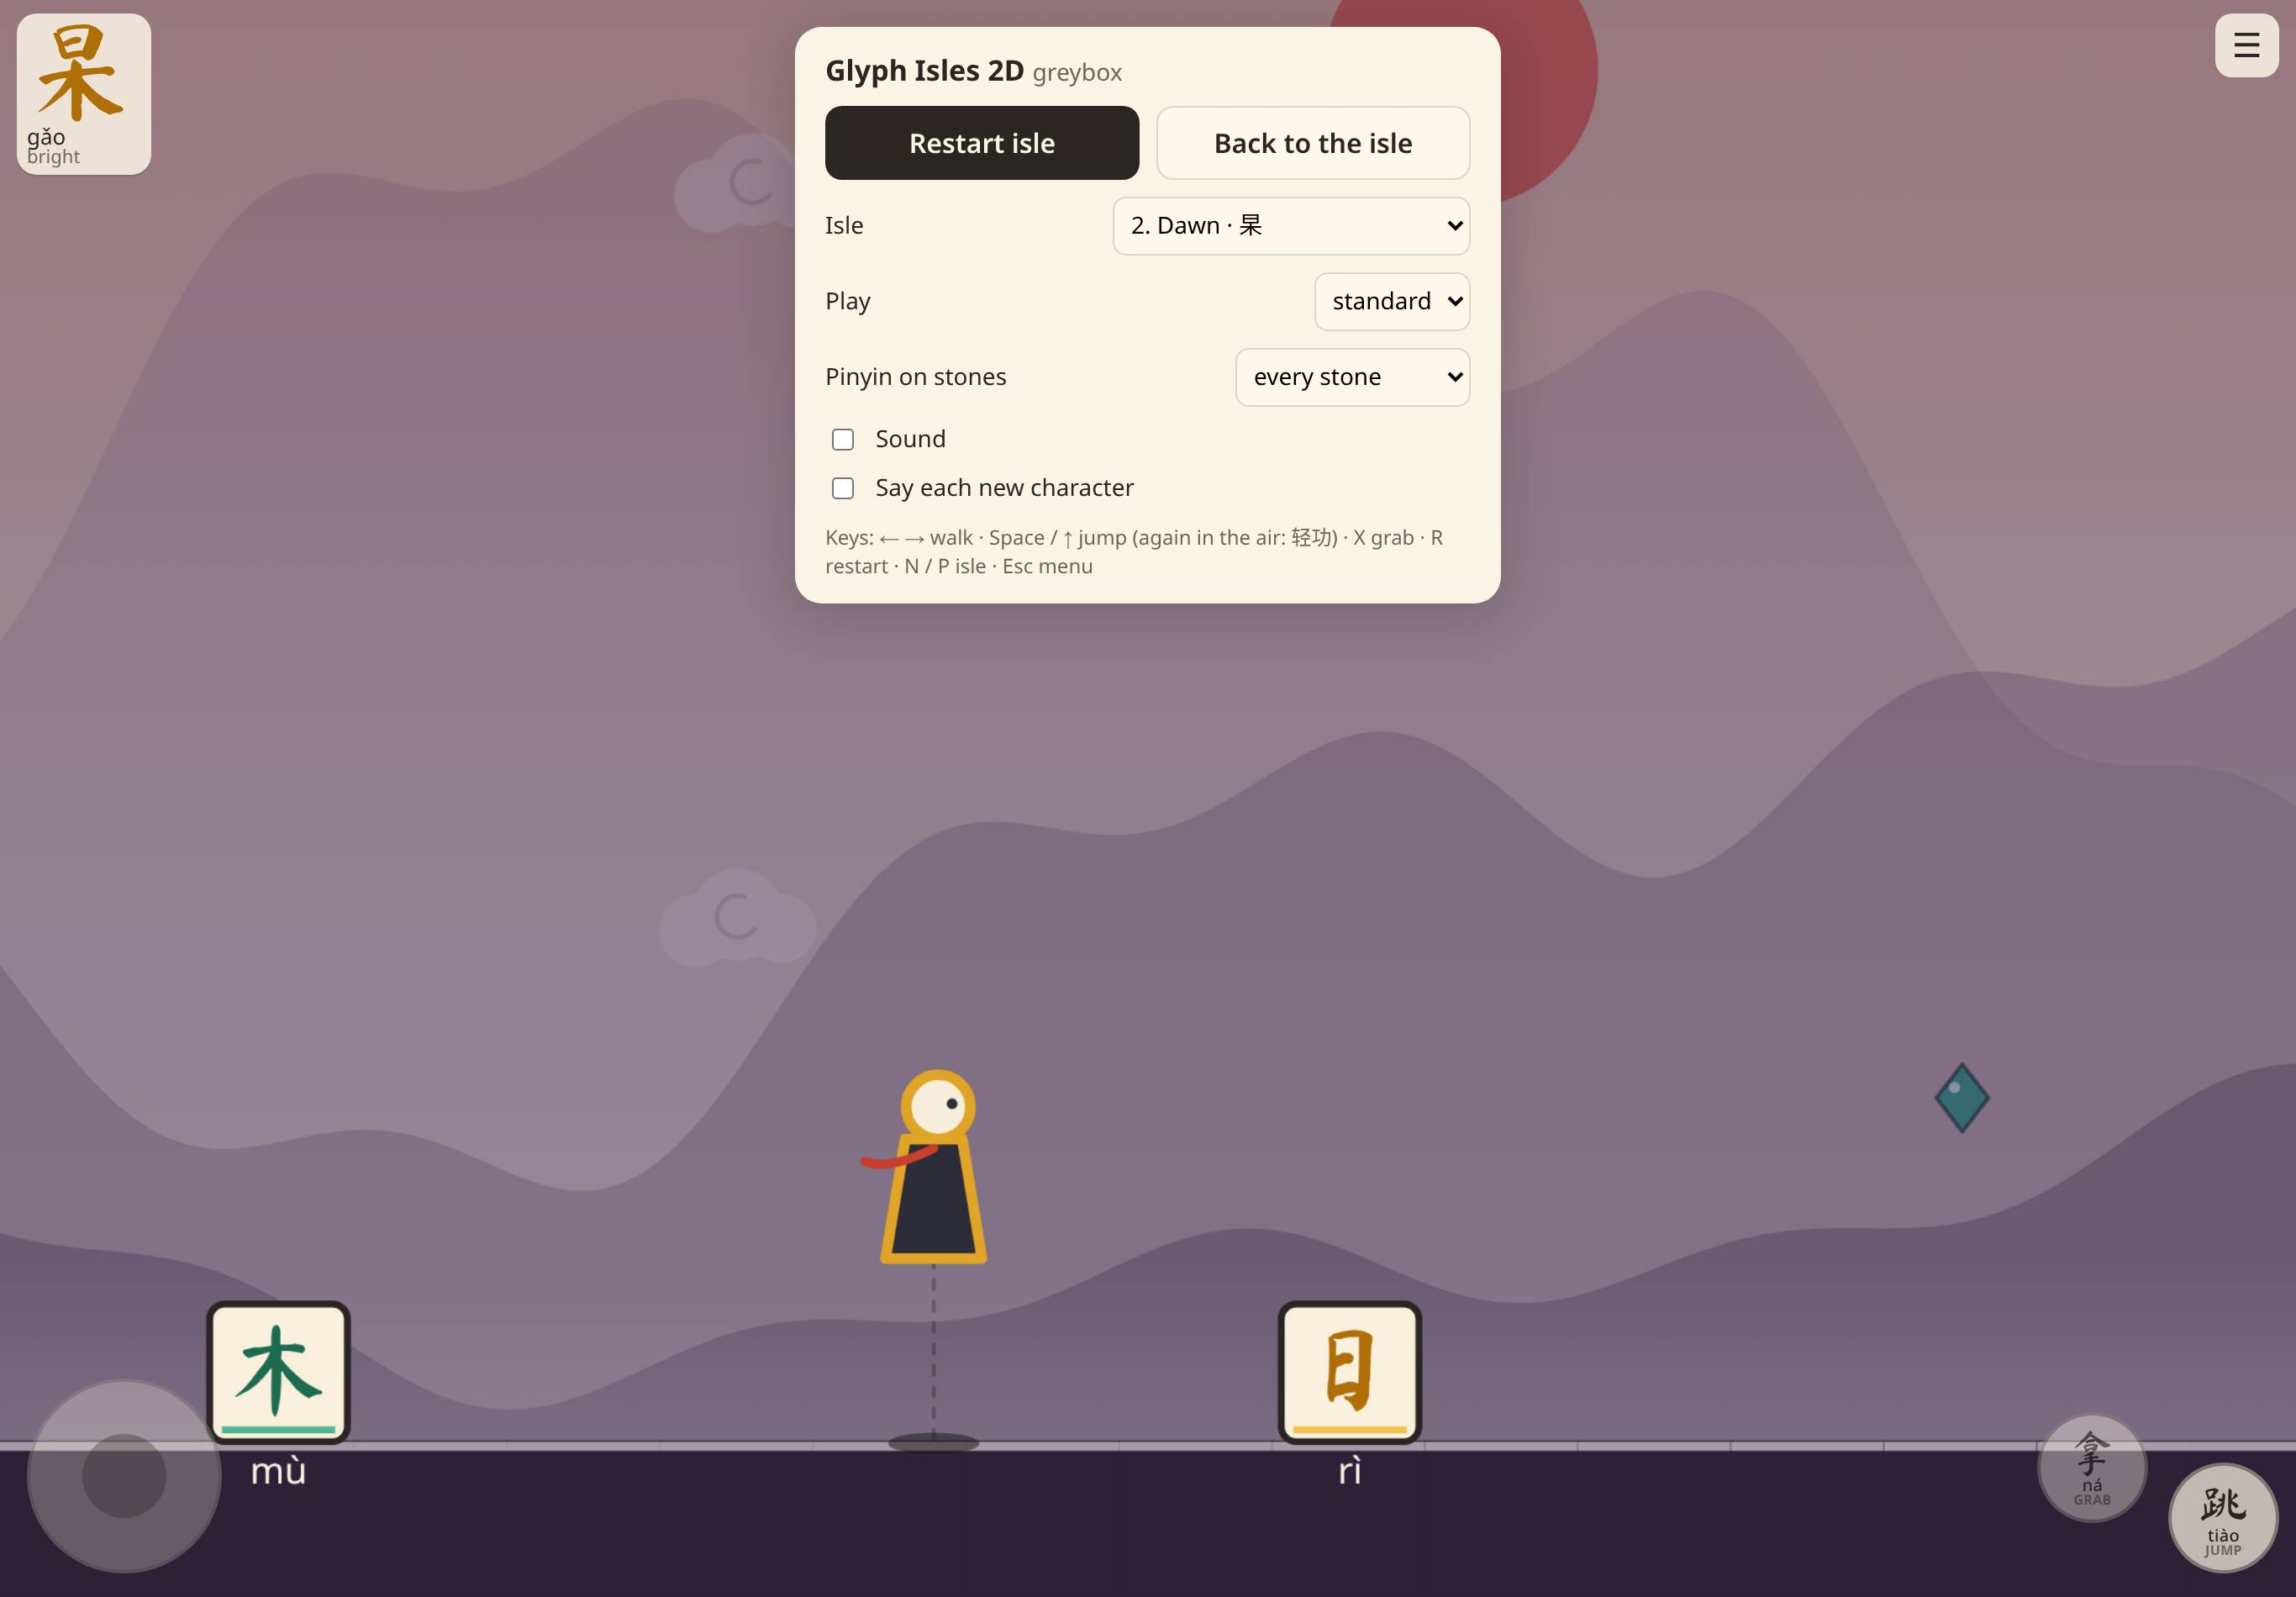 杲
gǎo
bright
☰
Glyph Isles 2D greybox
Restart isle
Back to the isle
Isle
2. Dawn · 杲
Play
standard
Pinyin on stones
every stone
Sound
Say each new character
Keys: ← → walk · Space / ↑ jump (again in the air: 轻功) · X grab · R
restart · N / P isle · Esc menu
木
mù
日
rì
拿
ná
GRAB
跳
tiào
JUMP